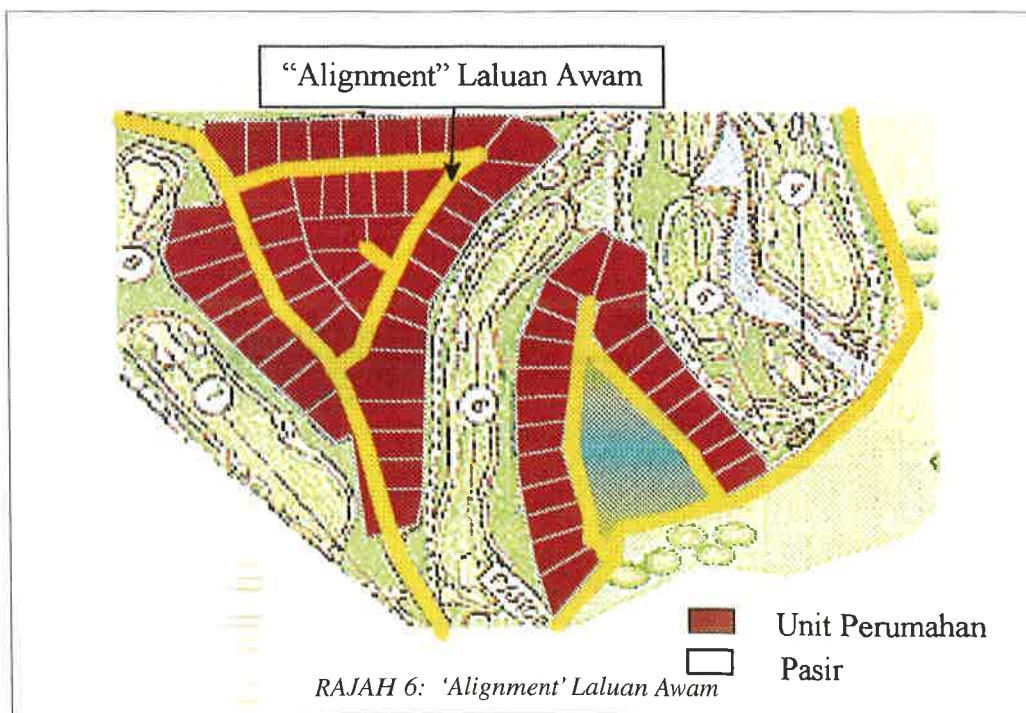 “Alignment” Laluan Awam
Unit Perumahan
Pasir
RAJAH 6: ‘Alignment’ Laluan Awam